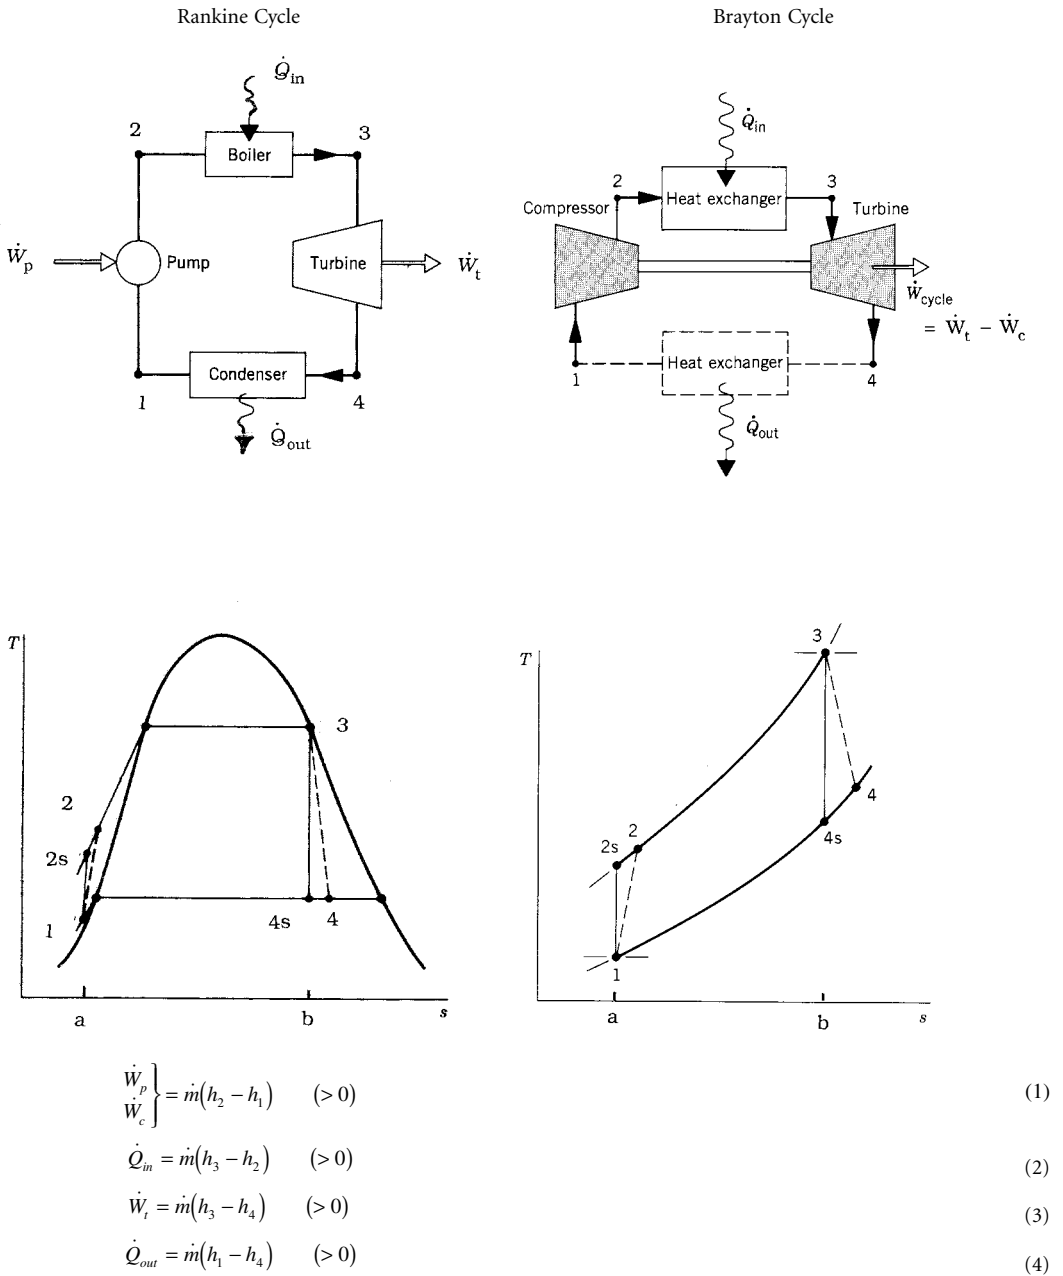 Rankine Cycle
Brayton Cycle
Q̇in
2
3
Boiler
Ẇp
Pump
Turbine
Ẇt
Condenser
1
4
Q̇out
Q̇in
2
3
Heat exchanger
Compressor
Turbine
Ẇcycle
= Ẇt − Ẇc
Heat exchanger
1
4
Q̇out
T
3
2
2s
1
4s
4
a
b
s
T
3
2s
2
4
4s
1
a
b
s
Ẇp
Ẇc } = ṁ(h2 − h1) (> 0) (1)
Q̇in = ṁ(h3 − h2) (> 0) (2)
Ẇt = ṁ(h3 − h4) (> 0) (3)
Q̇out = ṁ(h1 − h4) (> 0) (4)